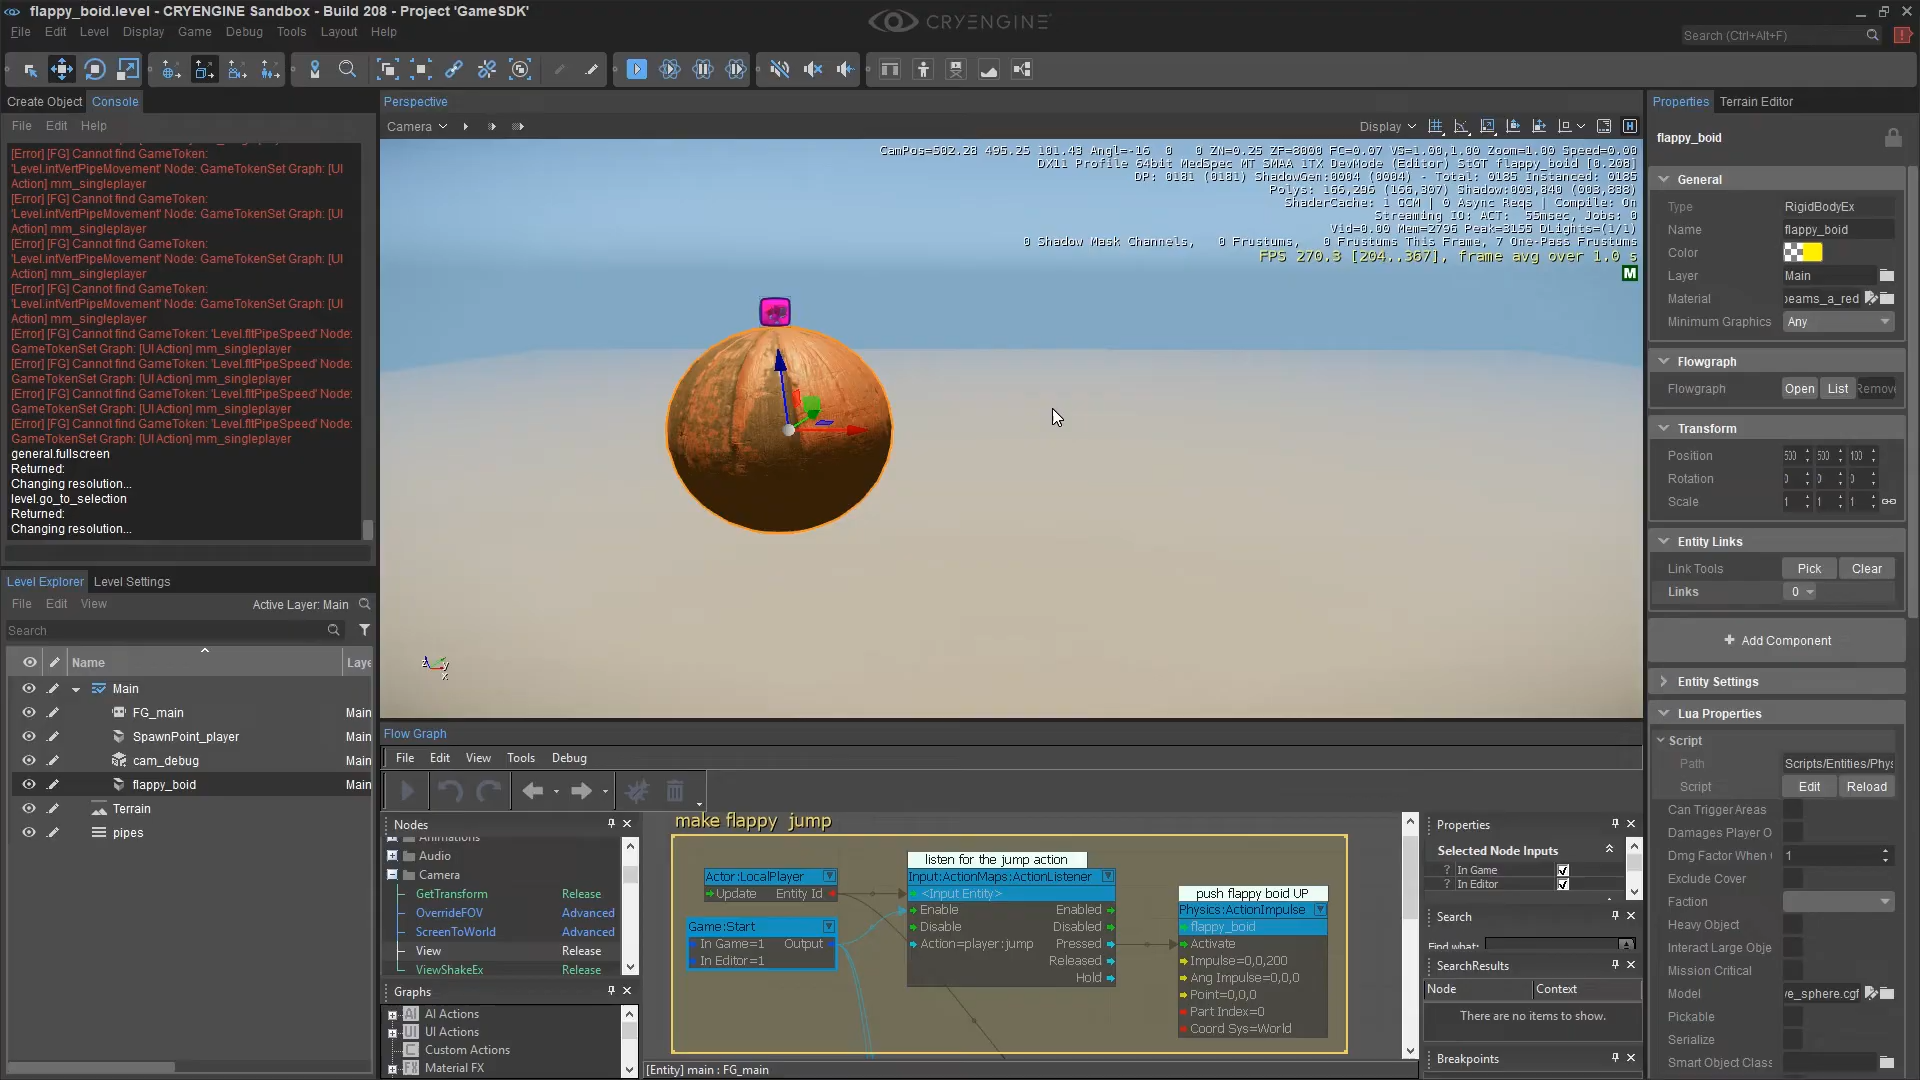 flappy_boid.level - CRYENGINE Sandbox - Build 208 - Project 'GameSDK'
CRYENGINE
File Edit Level Display Game Debug Tools Layout Help
Search (Ctrl+Alt+F)
Create Object Console
File Edit Help
[Error] [FG] Cannot find GameToken:
'Level.intVertPipeMovement' Node: GameTokenSet Graph: [UI
Action] mm_singleplayer
[Error] [FG] Cannot find GameToken:
'Level.intVertPipeMovement' Node: GameTokenSet Graph: [UI
Action] mm_singleplayer
[Error] [FG] Cannot find GameToken:
'Level.intVertPipeMovement' Node: GameTokenSet Graph: [UI
Action] mm_singleplayer
[Error] [FG] Cannot find GameToken:
'Level.intVertPipeMovement' Node: GameTokenSet Graph: [UI
Action] mm_singleplayer
[Error] [FG] Cannot find GameToken: 'Level.fltPipeSpeed' Node:
GameTokenSet Graph: [UI Action] mm_singleplayer
[Error] [FG] Cannot find GameToken: 'Level.fltPipeSpeed' Node:
GameTokenSet Graph: [UI Action] mm_singleplayer
[Error] [FG] Cannot find GameToken: 'Level.fltPipeSpeed' Node:
GameTokenSet Graph: [UI Action] mm_singleplayer
[Error] [FG] Cannot find GameToken: 'Level.fltPipeSpeed' Node:
GameTokenSet Graph: [UI Action] mm_singleplayer
general.fullscreen
Returned:
Changing resolution...
level.go_to_selection
Returned:
Changing resolution...
Level Explorer Level Settings
File Edit View Active Layer: Main
Search
Name Laye
Main
FG_main Main
SpawnPoint_player Main
cam_debug Main
flappy_boid Main
Terrain
pipes
Perspective
Camera Display
CamPos=502.28 495.25 101.43 Angl=-16 0 0 ZN=0.25 ZF=8000 FC=0.07 VS=1.00,1.00 Zoom=1.00 Speed=0.00
DX11 Profile 64bit MedSpec MT SMAA 1TX DevMode (Editor) StGT flappy_boid [0.208]
DP: 0181 (0181) ShadowGen:0004 (0004) - Total: 0185 Instanced: 0185
Polys: 166,296 (166,307) Shadow:003,840 (003,838)
ShaderCache: 1 GCM | 0 Async Reqs | Compile: On
Streaming IO: ACT: 55msec, Jobs: 0
Vid=0.00 Mem=2796 Peak=3155 DLights=(1/1)
0 Shadow Mask Channels, 0 Frustums, 0 Frustums This Frame, 7 One-Pass Frustums
FPS 270.3 [204..367], frame avg over 1.0 s
M
z y
x
Flow Graph
File Edit View Tools Debug
Nodes
Animations
Audio
Camera
GetTransform Release
OverrideFOV Advanced
ScreenToWorld Advanced
View Release
ViewShakeEx Release
Graphs
AI Actions
UI Actions
Custom Actions
Material FX
make flappy jump
listen for the jump action
Actor:LocalPlayer
Update Entity Id
Game:Start
In Game=1 Output
In Editor=1
Input:ActionMaps:ActionListener
<Input Entity>
Enable Enabled
Disable Disabled
Action=player:jump Pressed
Released
Hold
push flappy boid UP
Physics:ActionImpulse
flappy_boid
Activate
Impulse=0,0,200
Ang Impulse=0,0,0
Point=0,0,0
Part Index=0
Coord Sys=World
[Entity] main : FG_main
Properties
Selected Node Inputs
? In Game
? In Editor
Search
Find what:
SearchResults
Node Context
There are no items to show.
Breakpoints
Properties Terrain Editor
flappy_boid
General
Type RigidBodyEx
Name flappy_boid
Color
Layer Main
Material beams_a_red
Minimum Graphics Any
Flowgraph
Flowgraph Open List Remov
Transform
Position 500 500 100
Rotation 0 0 0
Scale 1 1 1
Entity Links
Link Tools Pick Clear
Links 0
+ Add Component
Entity Settings
Lua Properties
Script
Path Scripts/Entities/Phys
Script Edit Reload
Can Trigger Areas
Damages Player O
Dmg Factor When 1
Exclude Cover
Faction
Heavy Object
Interact Large Obje
Mission Critical
Model ve_sphere.cgf
Pickable
Serialize
Smart Object Class